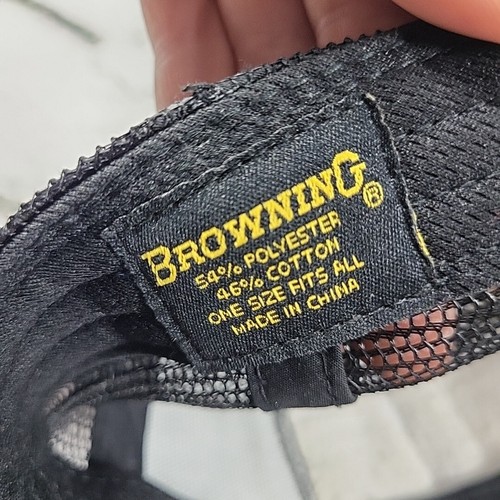 BROWNING®
54% POLYESTER
46% COTTON
ONE SIZE FITS ALL
MADE IN CHINA